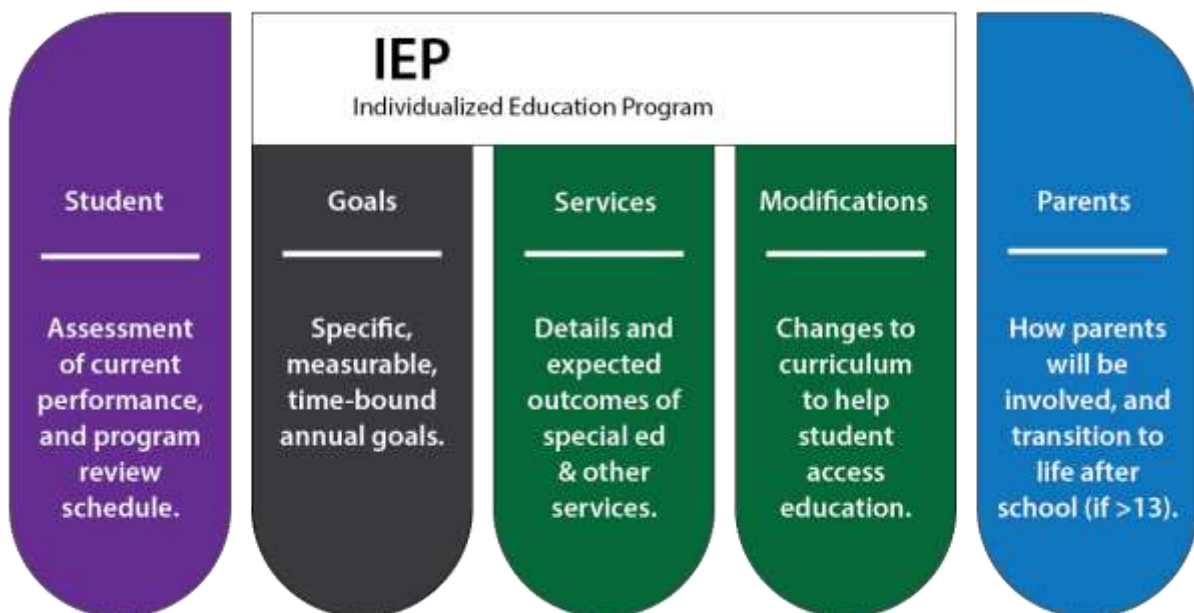 IEP
Individualized Education Program
Student
Assessment
of current
performance,
and program
review
schedule.
Goals
Specific,
measurable,
time-bound
annual goals.
Services
Details and
expected
outcomes of
special ed
& other
services.
Modifications
Changes to
curriculum
to help
student
access
education.
Parents
How parents
will be
involved, and
transition to
life after
school (if >13).